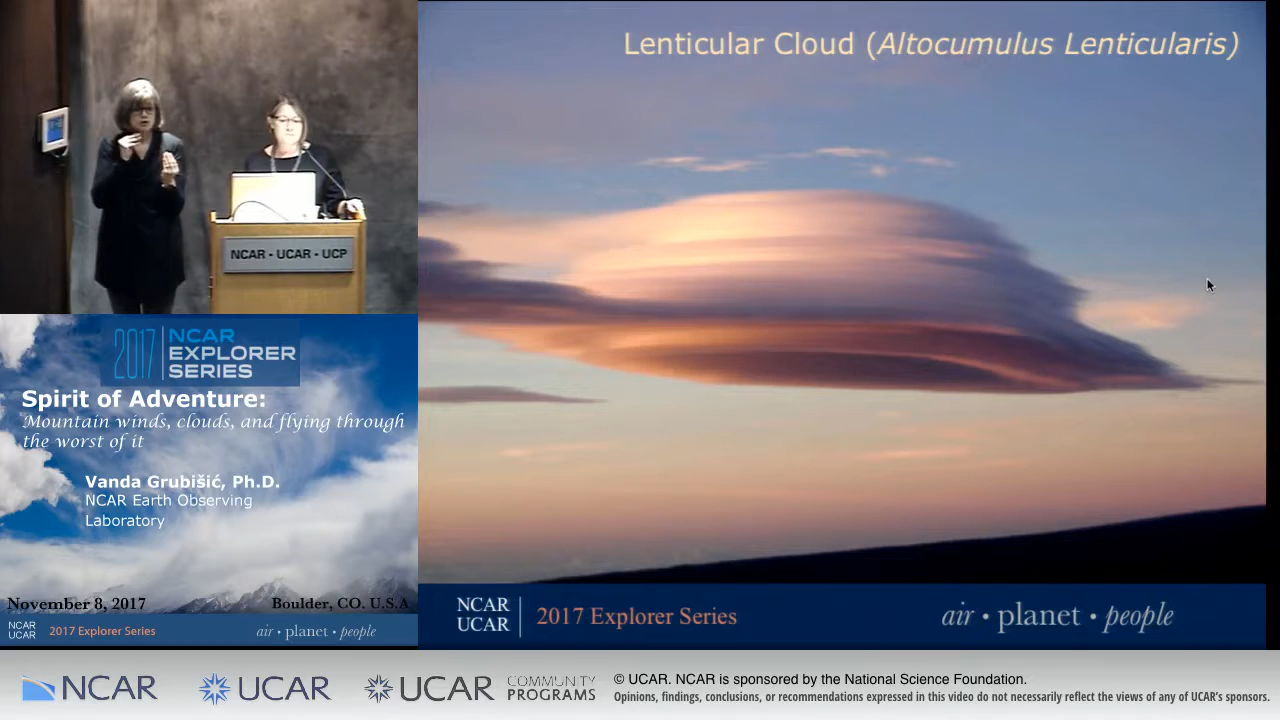 Lenticular Cloud (Altocumulus Lenticularis)
NCAR • UCAR • UCP
2017 NCAR
EXPLORER
SERIES
Spirit of Adventure:
Mountain winds, clouds, and flying through
the worst of it
Vanda Grubišić, Ph.D.
NCAR Earth Observing
Laboratory
November 8, 2017
Boulder, CO. U.S.A
NCAR
UCAR
2017 Explorer Series
air • planet • people
NCAR
UCAR
2017 Explorer Series
air • planet • people
NCAR
UCAR
UCAR
COMMUNITY
PROGRAMS
© UCAR. NCAR is sponsored by the National Science Foundation.
Opinions, findings, conclusions, or recommendations expressed in this video do not necessarily reflect the views of any of UCAR's sponsors.